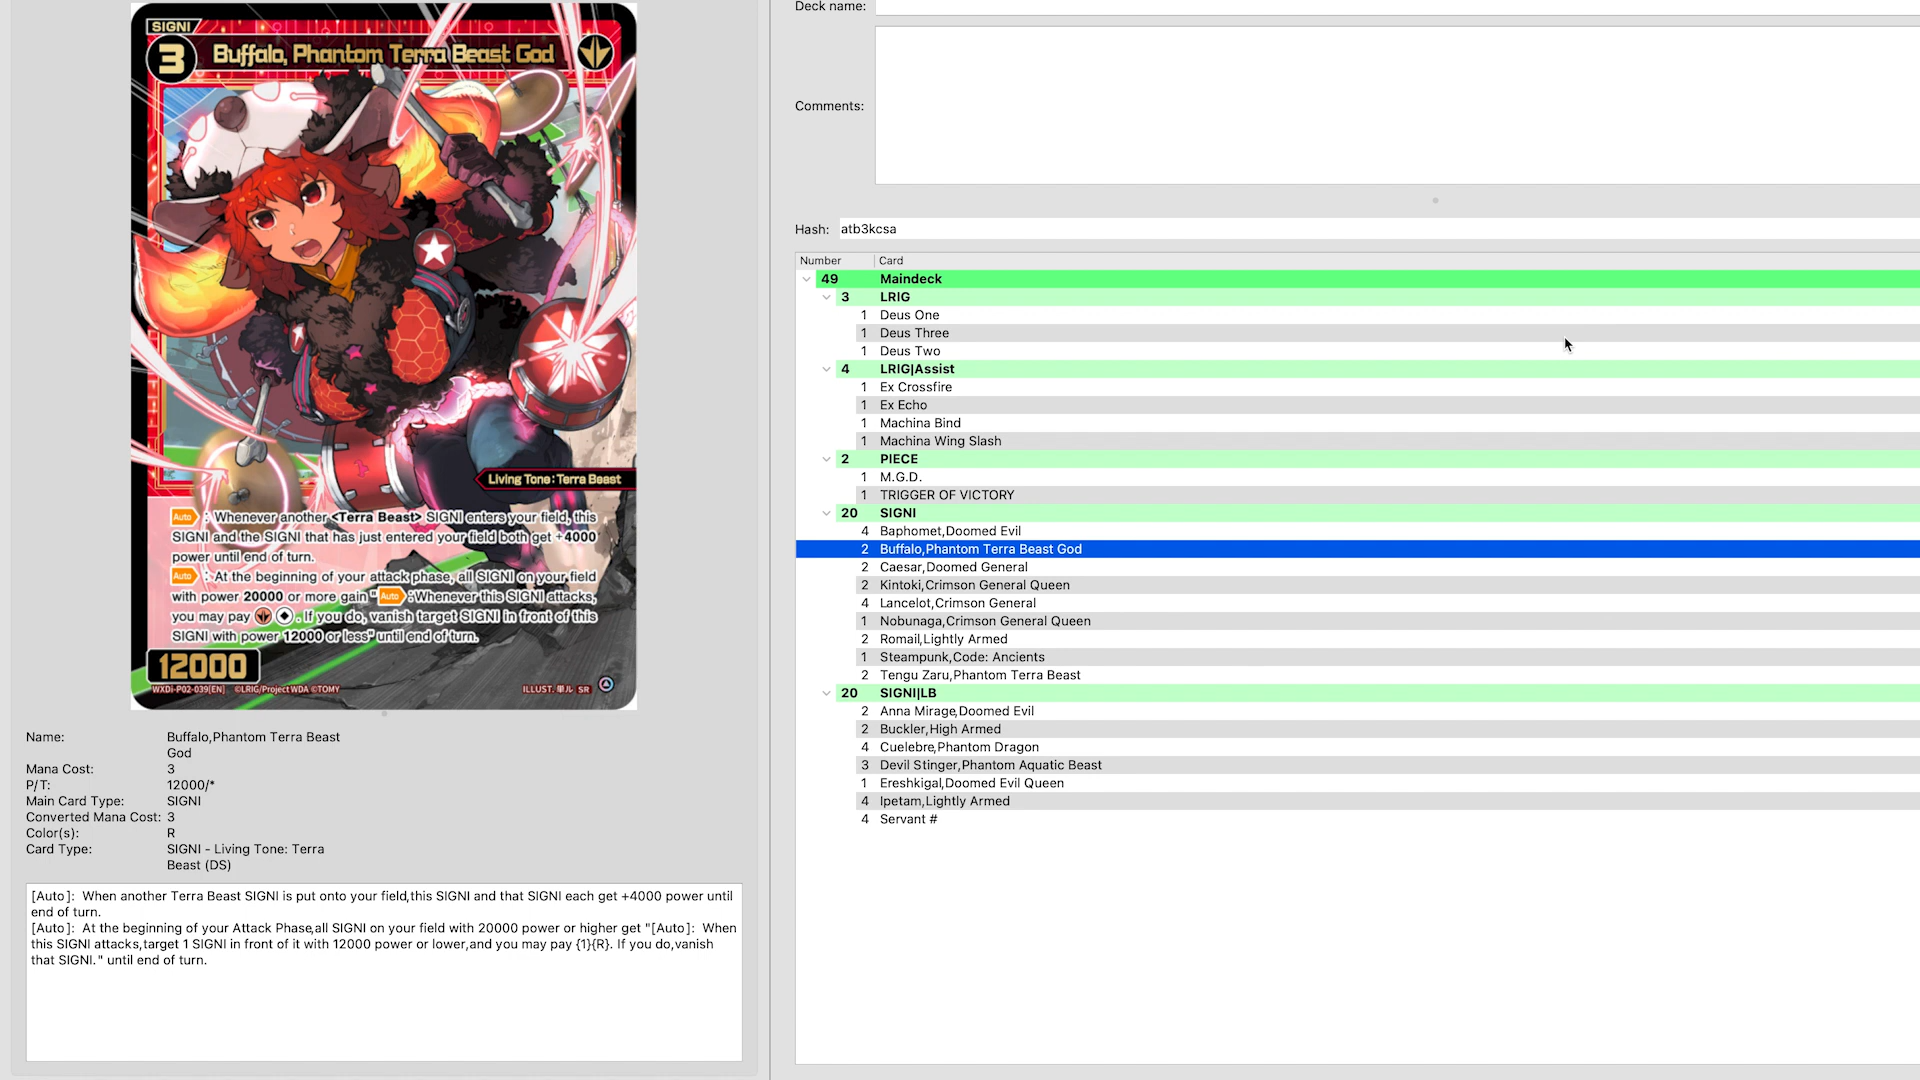 SIGNI
3
Buffalo, Phantom Terra Beast God
Living Tone: Terra Beast
Auto : Whenever another <Terra Beast> SIGNI enters your field, this
SIGNI and the SIGNI that has just entered your field both get +4000
power until end of turn.
Auto : At the beginning of your attack phase, all SIGNI on your field
with power 20000 or more gain " Auto : Whenever this SIGNI attacks,
you may pay . If you do, vanish target SIGNI in front of this
SIGNI with power 12000 or less" until end of turn.
12000
WXDi-P02-039[EN] ©LRIG/Project WDA ©TOMY
ILLUST. 単ル SR
Name: Buffalo,Phantom Terra Beast
God
Mana Cost: 3
P/T: 12000/*
Main Card Type: SIGNI
Converted Mana Cost: 3
Color(s): R
Card Type: SIGNI - Living Tone: Terra
Beast (DS)
[Auto]: When another Terra Beast SIGNI is put onto your field,this SIGNI and that SIGNI each get +4000 power until
end of turn.
[Auto]: At the beginning of your Attack Phase,all SIGNI on your field with 20000 power or higher get "[Auto]: When
this SIGNI attacks,target 1 SIGNI in front of it with 12000 power or lower,and you may pay {1}{R}. If you do,vanish
that SIGNI." until end of turn.
Deck name:
Comments:
Hash: atb3kcsa
Number Card
49 Maindeck
3 LRIG
1 Deus One
1 Deus Three
1 Deus Two
4 LRIG|Assist
1 Ex Crossfire
1 Ex Echo
1 Machina Bind
1 Machina Wing Slash
2 PIECE
1 M.G.D.
1 TRIGGER OF VICTORY
20 SIGNI
4 Baphomet,Doomed Evil
2 Buffalo,Phantom Terra Beast God
2 Caesar,Doomed General
2 Kintoki,Crimson General Queen
4 Lancelot,Crimson General
1 Nobunaga,Crimson General Queen
2 Romail,Lightly Armed
1 Steampunk,Code: Ancients
2 Tengu Zaru,Phantom Terra Beast
20 SIGNI|LB
2 Anna Mirage,Doomed Evil
2 Buckler,High Armed
4 Cuelebre,Phantom Dragon
3 Devil Stinger,Phantom Aquatic Beast
1 Ereshkigal,Doomed Evil Queen
4 Ipetam,Lightly Armed
4 Servant #